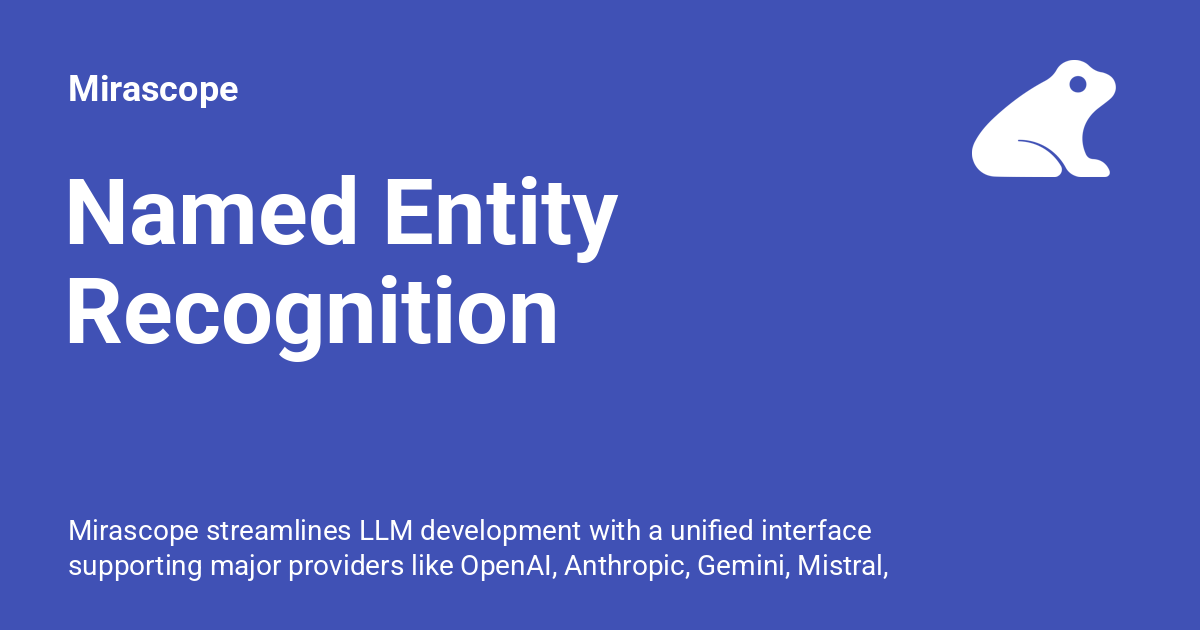 Mirascope
Named Entity
Recognition
Mirascope streamlines LLM development with a unified interface
supporting major providers like OpenAI, Anthropic, Gemini, Mistral,